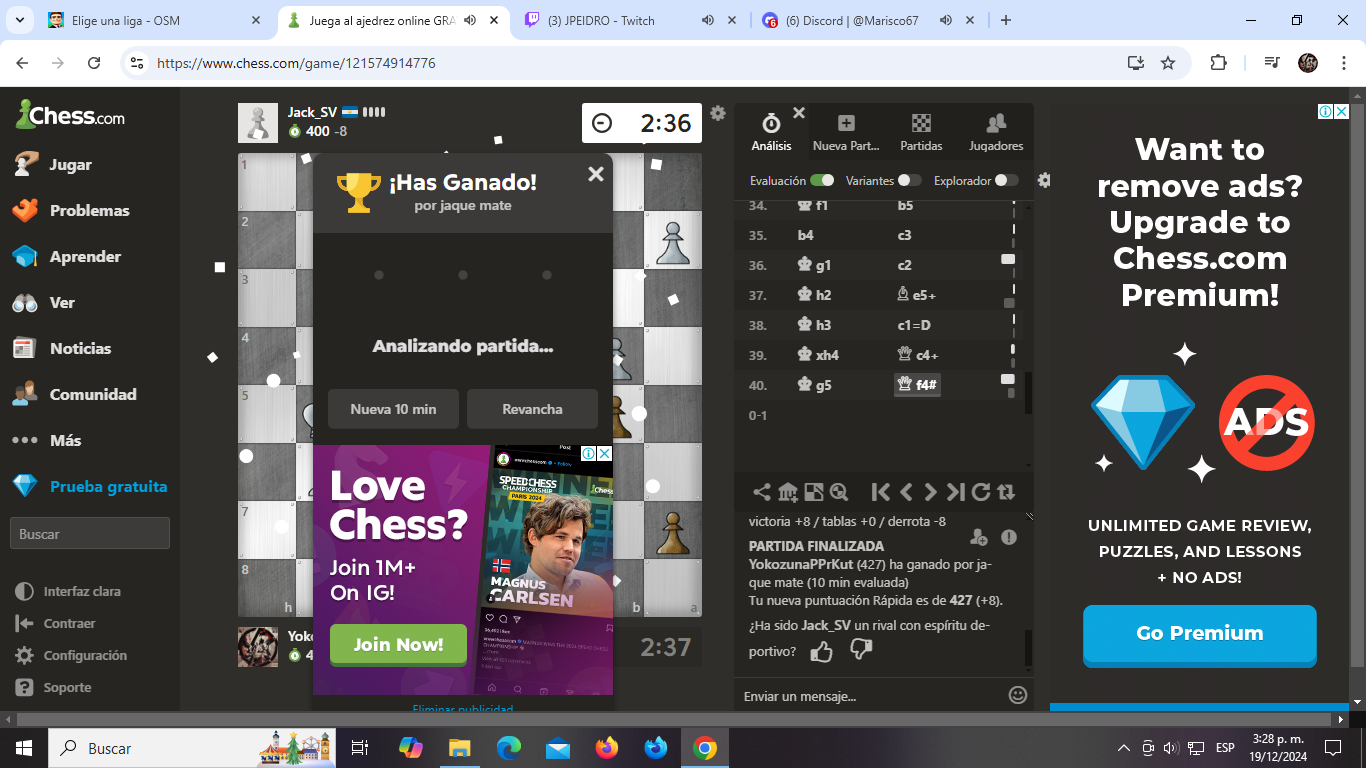 Elige una liga - OSM
Juega al ajedrez online GRA
(3) JPEIDRO - Twitch
(6) Discord | @Marisco67
https://www.chess.com/game/121574914776
Chess.com
Jugar
Problemas
Aprender
Ver
Noticias
Comunidad
Más
Prueba gratuita
Buscar
Interfaz clara
Contraer
Configuración
Soporte
Jack_SV
400 -8
2:36
1
2
3
4
5
7
8
h
b
a
¡Has Ganado!
por jaque mate
Analizando partida...
Nueva 10 min
Revancha
Love
Chess?
Join 1M+
On IG!
Join Now!
Post
SPEED CHESS
CHAMPIONSHIP
PARIS 2024
MAGNUS
CARLSEN
Eliminar publicidad
Yoko
4
2:37
Análisis
Nueva Part...
Partidas
Jugadores
Evaluación
Variantes
Explorador
34. f1 b5
35. b4 c3
36. g1 c2
37. h2 e5+
38. h3 c1=D
39. xh4 c4+
40. g5 f4#
0-1
victoria +8 / tablas +0 / derrota -8
PARTIDA FINALIZADA
YokozunaPPrKut (427) ha ganado por ja-
que mate (10 min evaluada)
Tu nueva puntuación Rápida es de 427 (+8).
¿Ha sido Jack_SV un rival con espíritu de-
portivo?
Enviar un mensaje...
Want to
remove ads?
Upgrade to
Chess.com
Premium!
ADS
UNLIMITED GAME REVIEW,
PUZZLES, AND LESSONS
+ NO ADS!
Go Premium
Buscar
ESP
3:28 p. m.
19/12/2024